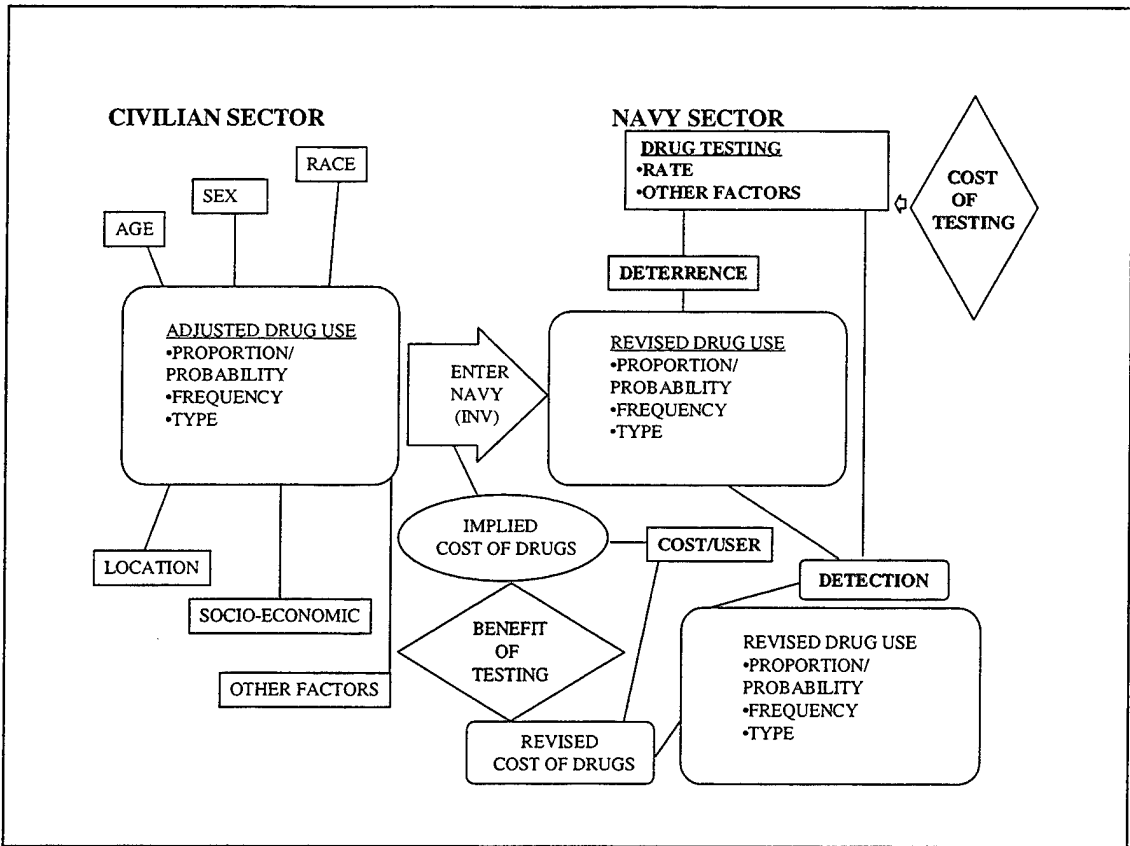 CIVILIAN SECTOR
RACE
SEX
AGE
ADJUSTED DRUG USE
•PROPORTION/
PROBABILITY
•FREQUENCY
•TYPE
LOCATION
SOCIO-ECONOMIC
OTHER FACTORS
ENTER
NAVY
(INV)
IMPLIED
COST OF DRUGS
BENEFIT
OF
TESTING
REVISED
COST OF DRUGS
COST/USER
NAVY SECTOR
DRUG TESTING
•RATE
•OTHER FACTORS
COST
OF
TESTING
DETERRENCE
REVISED DRUG USE
•PROPORTION/
PROBABILITY
•FREQUENCY
•TYPE
DETECTION
REVISED DRUG USE
•PROPORTION/
PROBABILITY
•FREQUENCY
•TYPE